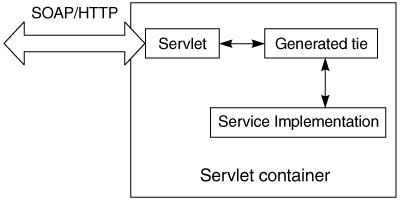 SOAP/HTTP
Servlet
Generated tie
Service Implementation
Servlet container